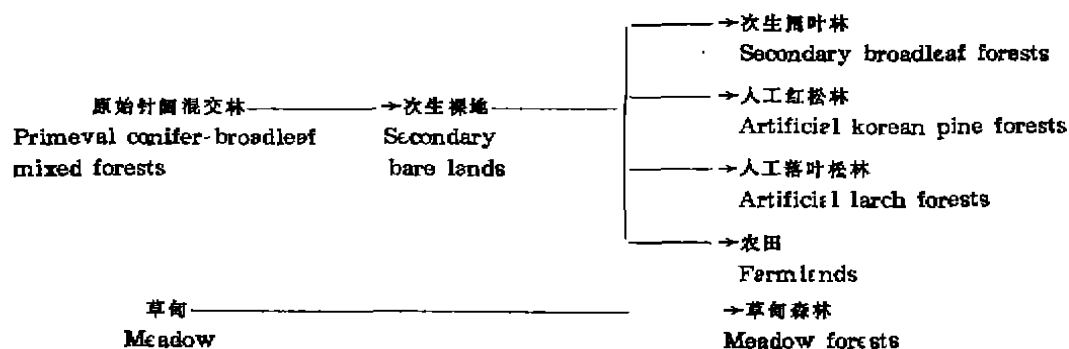 次生阔叶林
Secondary broadleaf forests
原始针阔混交林 → 次生裸地
Primeval conifer-broadleaf
mixed forests
Secondary
bare lands
→人工红松林
Artificial korean pine forests
→人工落叶松林
Artificial larch forests
→农田
Farmlands
草甸 → 草甸森林
Meadow
Meadow forests